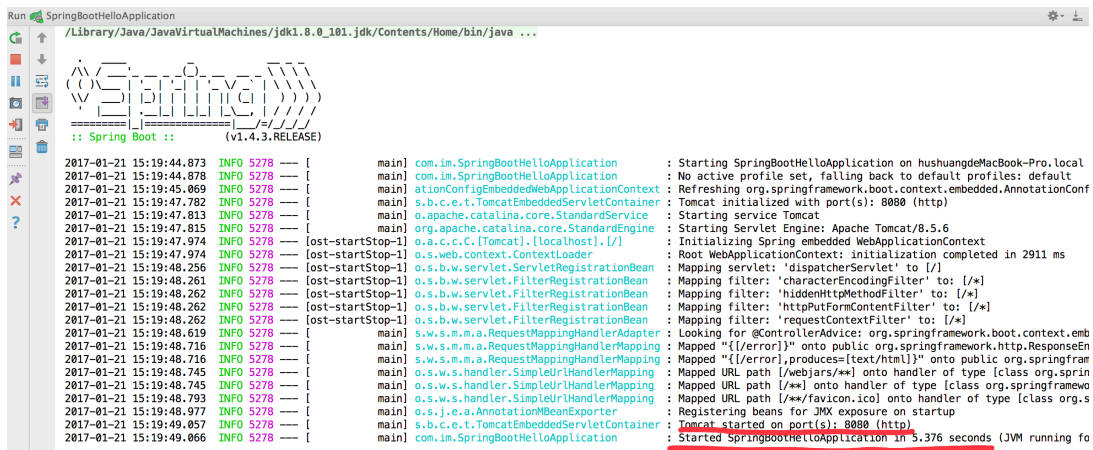 Run SpringBootHelloApplication
/Library/Java/JavaVirtualMachines/jdk1.8.0_101.jdk/Contents/Home/bin/java ...
  .   ____          _            __ _ _
 /\\ / ___'_ __ _ _(_)_ __  __ _ \ \ \ \
( ( )\___ | '_ | '_| | '_ \/ _` | \ \ \ \
 \\/  ___)| |_)| | | | | || (_| |  ) ) ) )
  '  |____| .__|_| |_|_| |_\__, | / / / /
 =========|_|==============|___/=/_/_/_/
 :: Spring Boot ::        (v1.4.3.RELEASE)
2017-01-21 15:19:44.873  INFO 5278 --- [           main] com.im.SpringBootHelloApplication        : Starting SpringBootHelloApplication on hushuangdeMacBook-Pro.local
2017-01-21 15:19:44.878  INFO 5278 --- [           main] com.im.SpringBootHelloApplication        : No active profile set, falling back to default profiles: default
2017-01-21 15:19:45.069  INFO 5278 --- [           main] ationConfigEmbeddedWebApplicationContext : Refreshing org.springframework.boot.context.embedded.AnnotationConf
2017-01-21 15:19:47.782  INFO 5278 --- [           main] s.b.c.e.t.TomcatEmbeddedServletContainer : Tomcat initialized with port(s): 8080 (http)
2017-01-21 15:19:47.813  INFO 5278 --- [           main] o.apache.catalina.core.StandardService   : Starting service Tomcat
2017-01-21 15:19:47.815  INFO 5278 --- [           main] org.apache.catalina.core.StandardEngine  : Starting Servlet Engine: Apache Tomcat/8.5.6
2017-01-21 15:19:47.974  INFO 5278 --- [ost-startStop-1] o.a.c.c.C.[Tomcat].[localhost].[/]       : Initializing Spring embedded WebApplicationContext
2017-01-21 15:19:47.974  INFO 5278 --- [ost-startStop-1] o.s.web.context.ContextLoader            : Root WebApplicationContext: initialization completed in 2911 ms
2017-01-21 15:19:48.256  INFO 5278 --- [ost-startStop-1] o.s.b.w.servlet.ServletRegistrationBean  : Mapping servlet: 'dispatcherServlet' to [/]
2017-01-21 15:19:48.261  INFO 5278 --- [ost-startStop-1] o.s.b.w.servlet.FilterRegistrationBean   : Mapping filter: 'characterEncodingFilter' to: [/*]
2017-01-21 15:19:48.262  INFO 5278 --- [ost-startStop-1] o.s.b.w.servlet.FilterRegistrationBean   : Mapping filter: 'hiddenHttpMethodFilter' to: [/*]
2017-01-21 15:19:48.262  INFO 5278 --- [ost-startStop-1] o.s.b.w.servlet.FilterRegistrationBean   : Mapping filter: 'httpPutFormContentFilter' to: [/*]
2017-01-21 15:19:48.262  INFO 5278 --- [ost-startStop-1] o.s.b.w.servlet.FilterRegistrationBean   : Mapping filter: 'requestContextFilter' to: [/*]
2017-01-21 15:19:48.619  INFO 5278 --- [           main] s.w.s.m.m.a.RequestMappingHandlerAdapter : Looking for @ControllerAdvice: org.springframework.boot.context.emb
2017-01-21 15:19:48.716  INFO 5278 --- [           main] s.w.s.m.m.a.RequestMappingHandlerMapping : Mapped "{[/error]}" onto public org.springframework.http.ResponseEn
2017-01-21 15:19:48.716  INFO 5278 --- [           main] s.w.s.m.m.a.RequestMappingHandlerMapping : Mapped "{[/error],produces=[text/html]}" onto public org.springfram
2017-01-21 15:19:48.745  INFO 5278 --- [           main] o.s.w.s.handler.SimpleUrlHandlerMapping  : Mapped URL path [/webjars/**] onto handler of type [class org.sprin
2017-01-21 15:19:48.745  INFO 5278 --- [           main] o.s.w.s.handler.SimpleUrlHandlerMapping  : Mapped URL path [/**] onto handler of type [class org.springframewo
2017-01-21 15:19:48.793  INFO 5278 --- [           main] o.s.w.s.handler.SimpleUrlHandlerMapping  : Mapped URL path [/**/favicon.ico] onto handler of type [class org.s
2017-01-21 15:19:48.977  INFO 5278 --- [           main] o.s.j.e.a.AnnotationMBeanExporter        : Registering beans for JMX exposure on startup
2017-01-21 15:19:49.057  INFO 5278 --- [           main] s.b.c.e.t.TomcatEmbeddedServletContainer : Tomcat started on port(s): 8080 (http)
2017-01-21 15:19:49.066  INFO 5278 --- [           main] com.im.SpringBootHelloApplication        : Started SpringBootHelloApplication in 5.376 seconds (JVM running fo